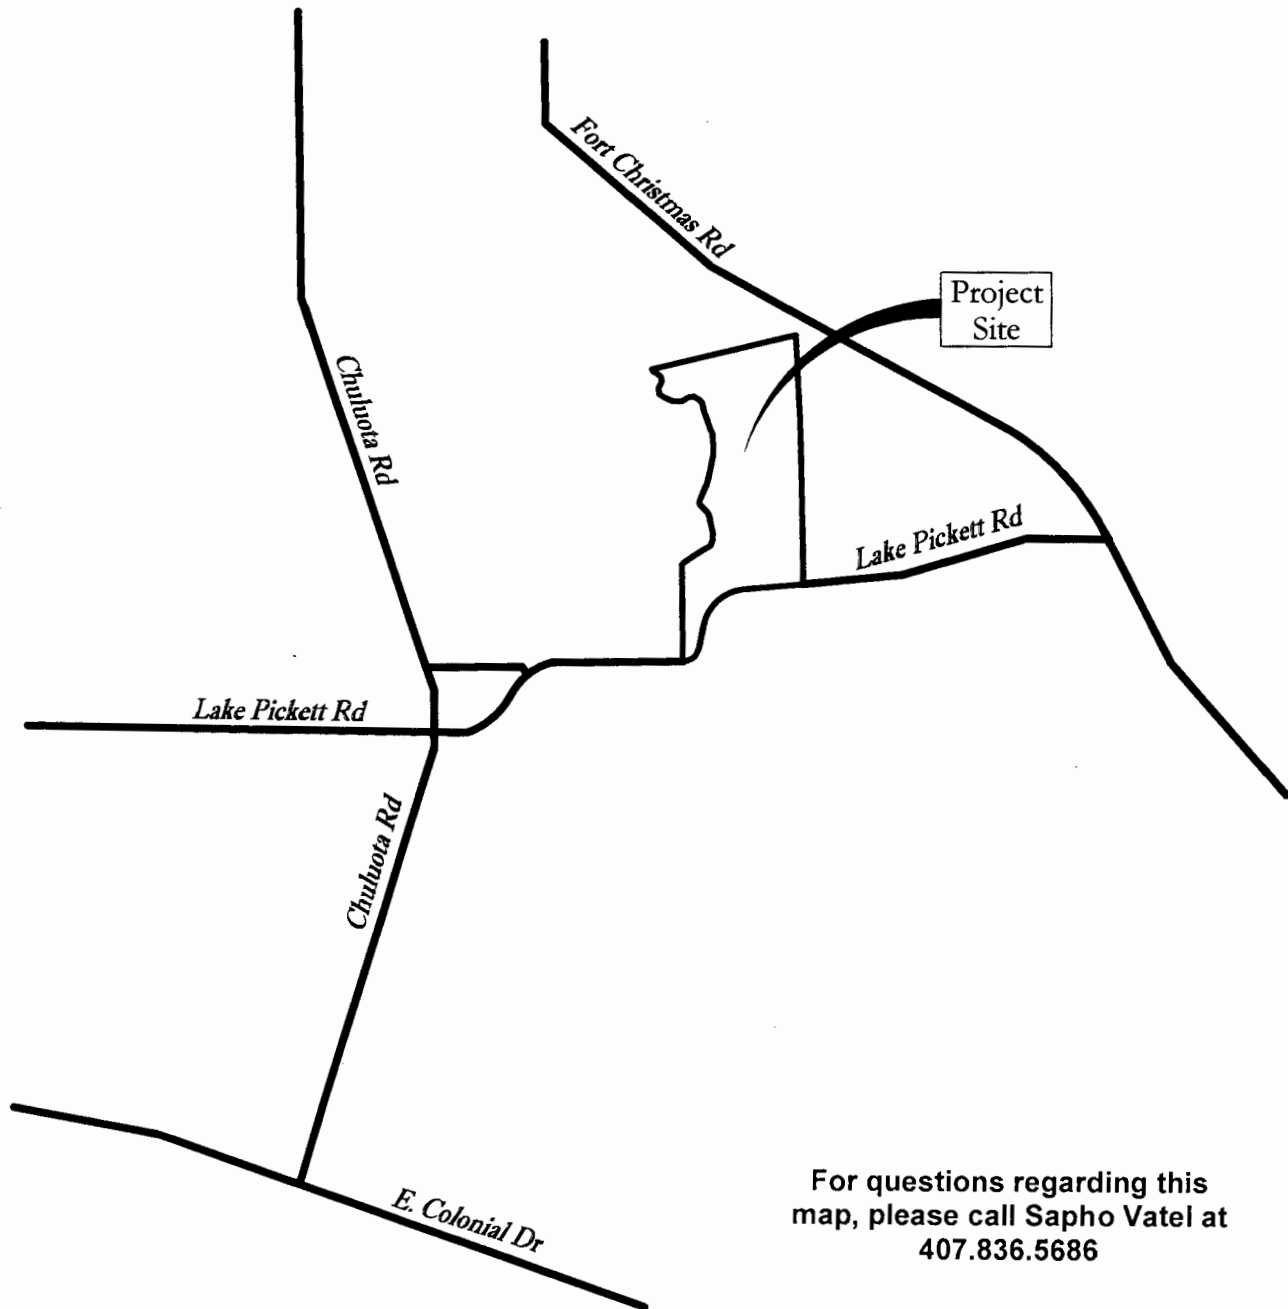 Fort Christmas Rd
Project
Site
Chuluota Rd
Lake Pickett Rd
Lake Pickett Rd
Chuluota Rd
E. Colonial Dr
For questions regarding this
map, please call Sapho Vatel at
407.836.5686